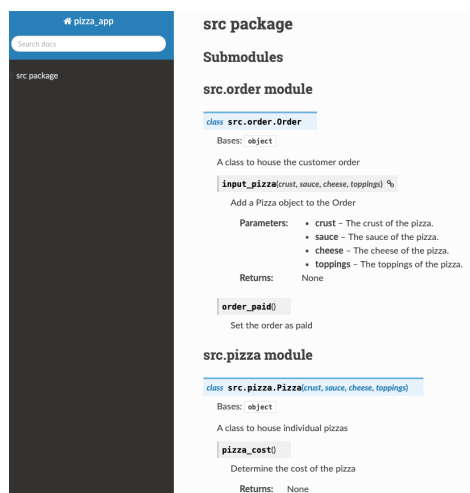 pizza_app
Search docs
src package
src package
Submodules
src.order module
class src.order.Order
Bases: object
A class to house the customer order
input_pizza(crust, sauce, cheese, toppings)
Add a Pizza object to the Order
Parameters:
• crust – The crust of the pizza.
• sauce – The sauce of the pizza.
• cheese – The cheese of the pizza.
• toppings – The toppings of the pizza.
Returns: None
order_paid()
Set the order as paid
src.pizza module
class src.pizza.Pizza(crust, sauce, cheese, toppings)
Bases: object
A class to house individual pizzas
pizza_cost()
Determine the cost of the pizza
Returns: None